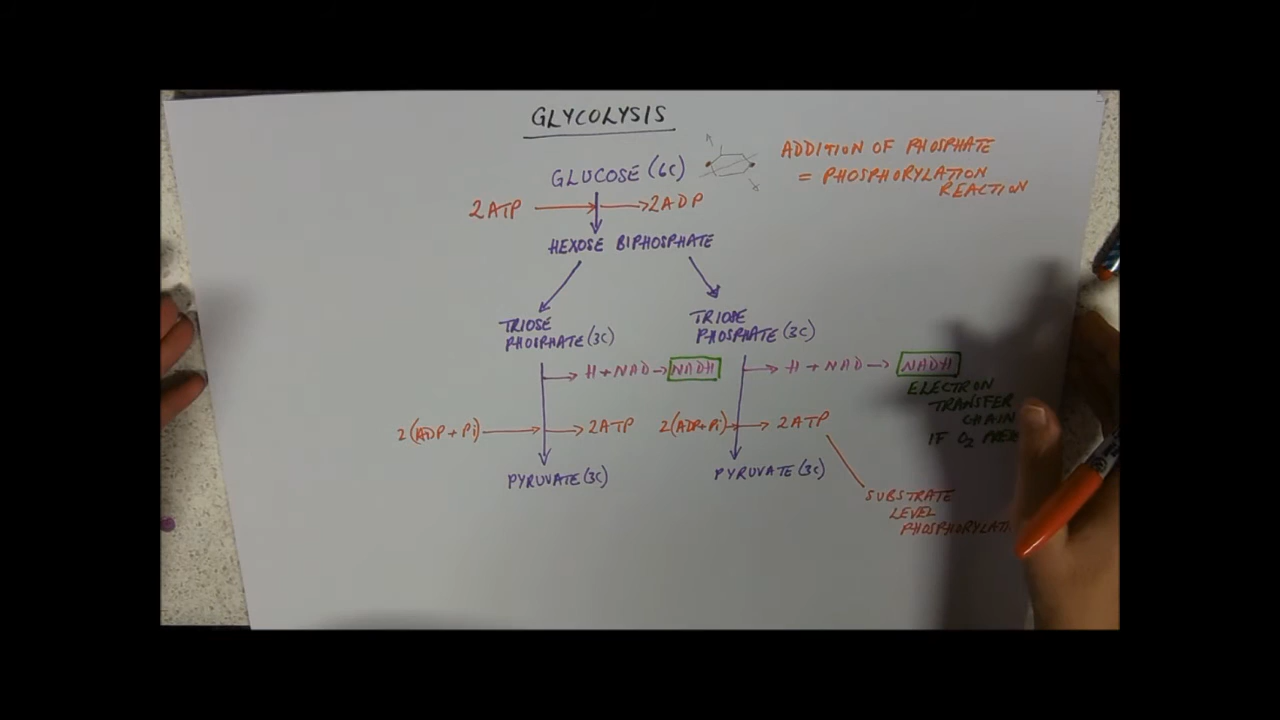 GLYCOLYSIS
GLUCOSE (6C)
ADDITION OF PHOSPHATE
= PHOSPHORYLATION
REACTION
2ATP
2ADP
HEXOSE BIPHOSPHATE
TRIOSE
PHOSPHATE (3C)
TRIOSE
PHOSPHATE (3C)
H + NAD → NADH
H + NAD → NADH
ELECTRON
TRANSFER
CHAIN
IF O2
2(ADP + Pi)
2ATP
2(ADP+Pi)
2ATP
PYRUVATE (3C)
PYRUVATE (3C)
SUBSTRATE
LEVEL